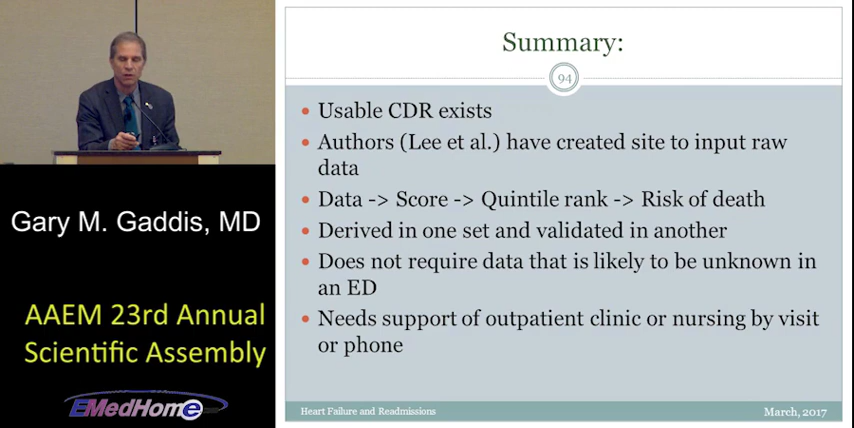 Gary M. Gaddis, MD
AAEM 23rd Annual
Scientific Assembly
EMedHome
Summary:
94
• Usable CDR exists
• Authors (Lee et al.) have created site to input raw
data
• Data -> Score -> Quintile rank -> Risk of death
• Derived in one set and validated in another
• Does not require data that is likely to be unknown in
an ED
• Needs support of outpatient clinic or nursing by visit
or phone
Heart Failure and Readmissions
March, 2017